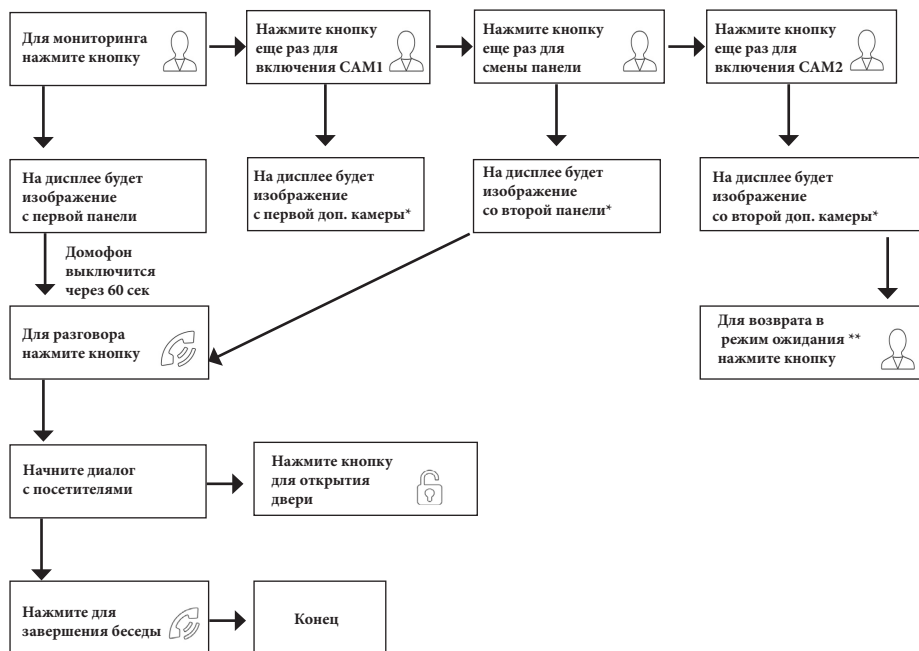 Для мониторинга
нажмите кнопку
Нажмите кнопку
еще раз для
включения CAM1
Нажмите кнопку
еще раз для
смены панели
Нажмите кнопку
еще раз для
включения CAM2
На дисплее будет
изображение
с первой панели
На дисплее будет
изображение
с первой доп. камеры*
На дисплее будет
изображение
со второй панели*
На дисплее будет
изображение
со второй доп. камеры*
Домофон
выключится
через 60 сек
Для разговора
нажмите кнопку
Для возврата в
режим ожидания **
нажмите кнопку
Начните диалог
с посетителями
Нажмите кнопку
для открытия
двери
Нажмите для
завершения беседы
Конец